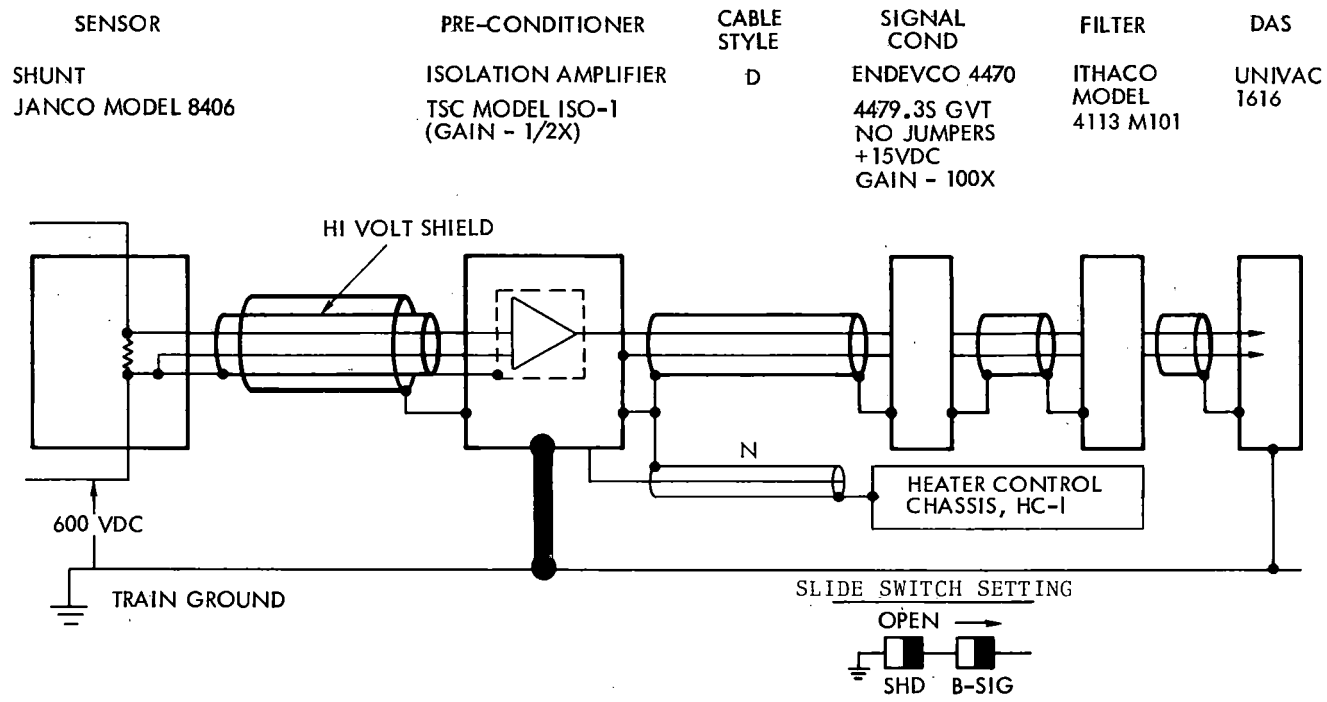 SENSOR
PRE-CONDITIONER
CABLE
STYLE
SIGNAL
COND
FILTER
DAS
SHUNT
JANCO MODEL 8406
ISOLATION AMPLIFIER
TSC MODEL ISO-1
(GAIN - 1/2X)
D
ENDEVCO 4470
4479.3S GVT
NO JUMPERS
+15VDC
GAIN - 100X
ITHACO
MODEL
4113 M101
UNIVAC
1616
HI VOLT SHIELD
N
HEATER CONTROL
CHASSIS, HC-1
600 VDC
TRAIN GROUND
SLIDE SWITCH SETTING
OPEN
SHD B-SIG